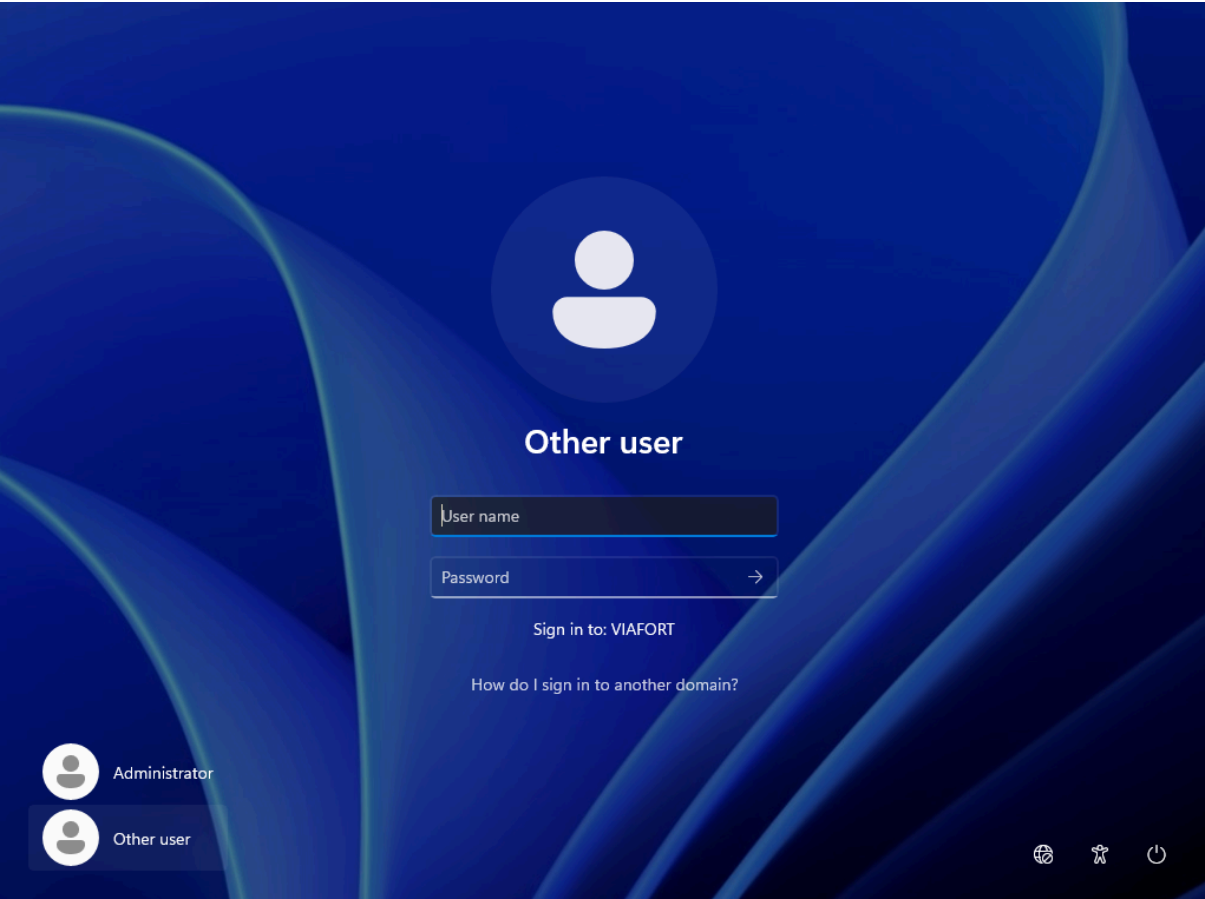 Other user
User name
Password
Sign in to: VIAFORT
How do I sign in to another domain?
Administrator
Other user